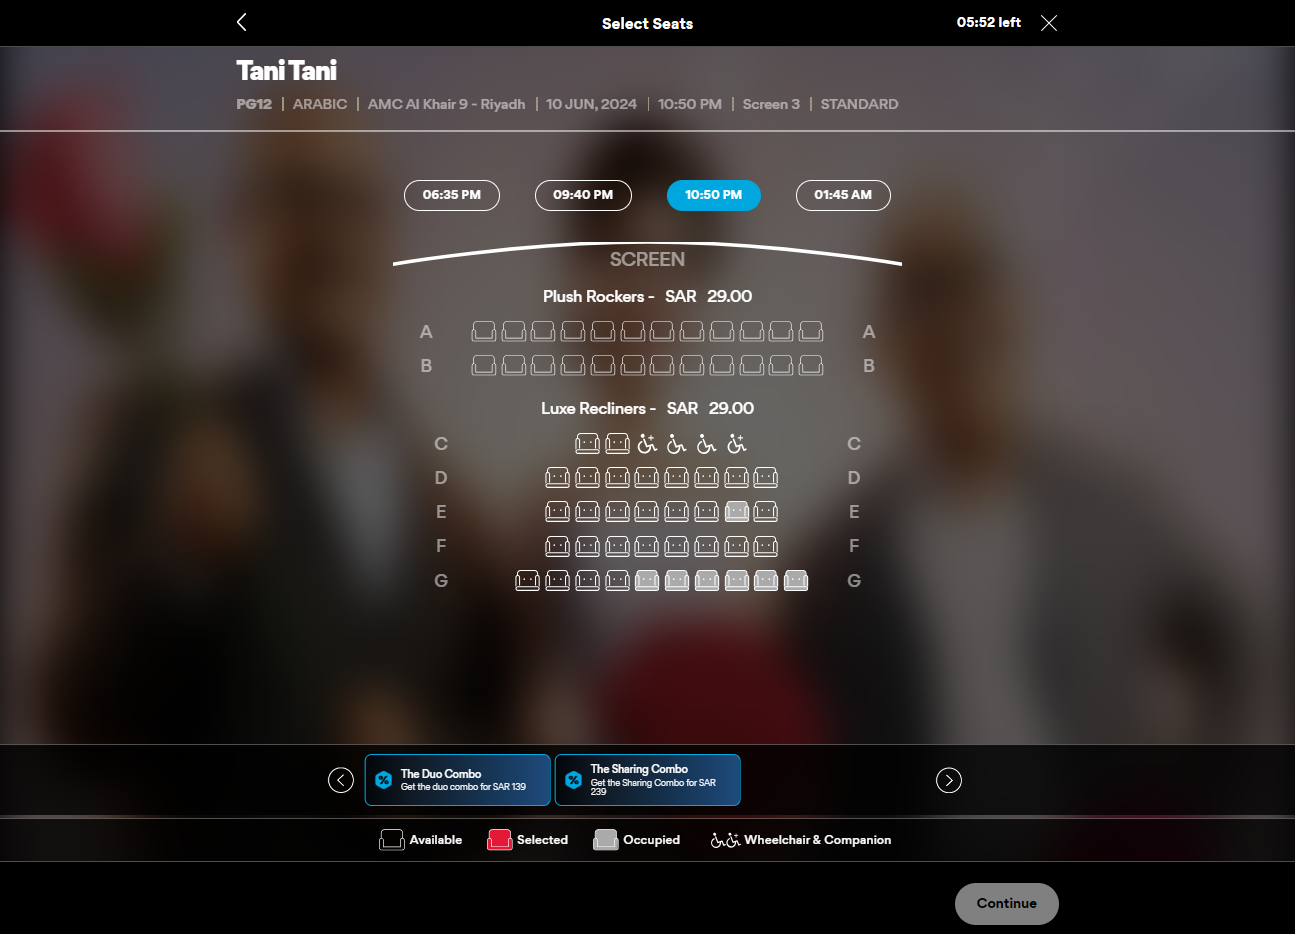 Select Seats
05:52 left
Tani Tani
PG12 | ARABIC | AMC Al Khair 9 - Riyadh | 10 JUN, 2024 | 10:50 PM | Screen 3 | STANDARD
06:35 PM 09:40 PM 10:50 PM 01:45 AM
SCREEN
Plush Rockers - SAR 29.00
A A
B B
Luxe Recliners - SAR 29.00
C C
D D
E E
F F
G G
The Duo Combo
Get the duo combo for SAR 139
The Sharing Combo
Get the Sharing Combo for SAR
239
Available Selected Occupied Wheelchair & Companion
Continue